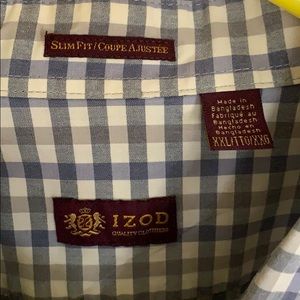 SLIM FIT/COUPE AJUSTÉE
Made in
Bangladesh
Fabriqué au
Bangladesh
Hecho en
Bangladesh
XXL/TTG/XXG
IZOD
QUALITY CLOTHIERS